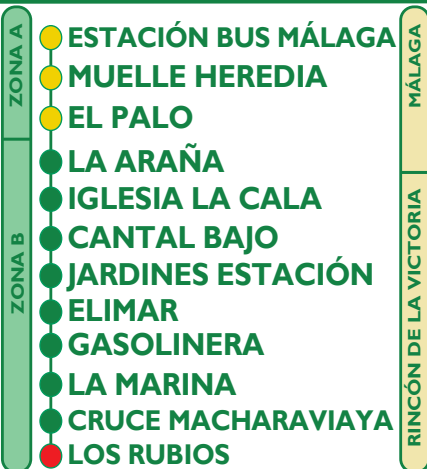 ZONA A
ZONA B
ESTACIÓN BUS MÁLAGA
MUELLE HEREDIA
EL PALO
LA ARAÑA
IGLESIA LA CALA
CANTAL BAJO
JARDINES ESTACIÓN
ELIMAR
GASOLINERA
LA MARINA
CRUCE MACHARAVIAYA
LOS RUBIOS
MÁLAGA
RINCÓN DE LA VICTORIA